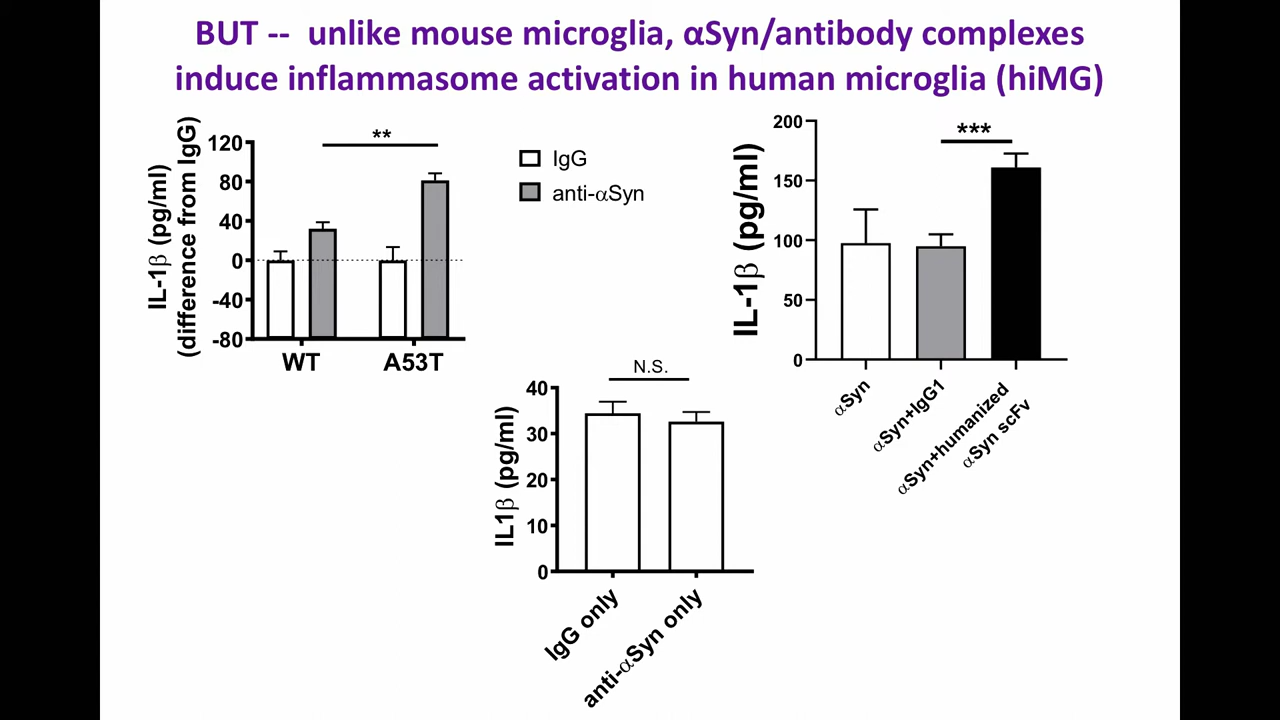 BUT -- unlike mouse microglia, αSyn/antibody complexes
induce inflammasome activation in human microglia (hiMG)
IL-1β (pg/ml)
(difference from IgG)
120
80
40
0
-40
-80
**
WT
A53T
IgG
anti-αSyn
IL-1β (pg/ml)
200
150
100
50
0
***
αSyn
αSyn+IgG1
αSyn+humanized
αSyn scFv
IL1β (pg/ml)
40
30
20
10
0
N.S.
IgG only
anti-αSyn only